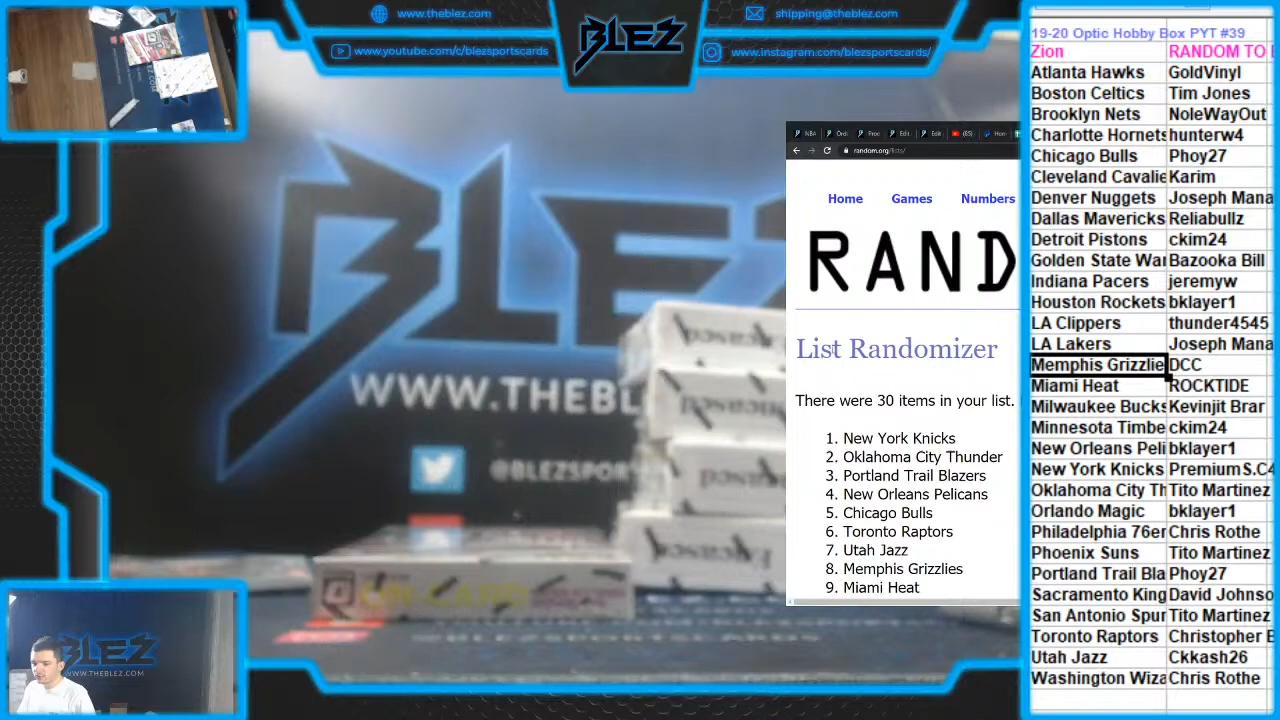 www.theblez.com
shipping@theblez.com
www.youtube.com/c/blezsportscards
www.instagram.com/blezsportscards/
BLEZ
BLEZ
WWW.THEBL
@BLEZSPOR
@BLEZSPORTSCARDS
random.org/lists/
Home Games Numbers
RAND
List Randomizer
There were 30 items in your list.
1. New York Knicks
2. Oklahoma City Thunder
3. Portland Trail Blazers
4. New Orleans Pelicans
5. Chicago Bulls
6. Toronto Raptors
7. Utah Jazz
8. Memphis Grizzlies
9. Miami Heat
19-20 Optic Hobby Box PYT #39
Zion RANDOM TO
Atlanta Hawks GoldVinyl
Boston Celtics Tim Jones
Brooklyn Nets NoleWayOut
Charlotte Hornets hunterw4
Chicago Bulls Phoy27
Cleveland Cavalie Karim
Denver Nuggets Joseph Mana
Dallas Mavericks Reliabullz
Detroit Pistons ckim24
Golden State War Bazooka Bill
Indiana Pacers jeremyw
Houston Rockets bklayer1
LA Clippers thunder4545
LA Lakers Joseph Mana
Memphis Grizzlie DCC
Miami Heat ROCKTIDE
Milwaukee Bucks Kevinjit Brar
Minnesota Timbe ckim24
New Orleans Peli bklayer1
New York Knicks PremiumS.C4
Oklahoma City Th Tito Martinez
Orlando Magic bklayer1
Philadelphia 76er Chris Rothe
Phoenix Suns Tito Martinez
Portland Trail Bla Phoy27
Sacramento King David Johnso
San Antonio Spur Tito Martinez
Toronto Raptors Christopher E
Utah Jazz Ckkash26
Washington Wiza Chris Rothe
BLEZ
WWW.THEBLEZ.COM